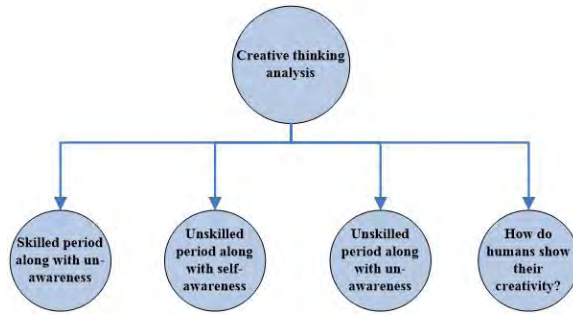 Creative thinking
analysis
Skilled period
along with un-
awareness
Unskilled
period along
with self-
awareness
Unskilled
period along
with un-
awareness
How do
humans show
their
creativity?